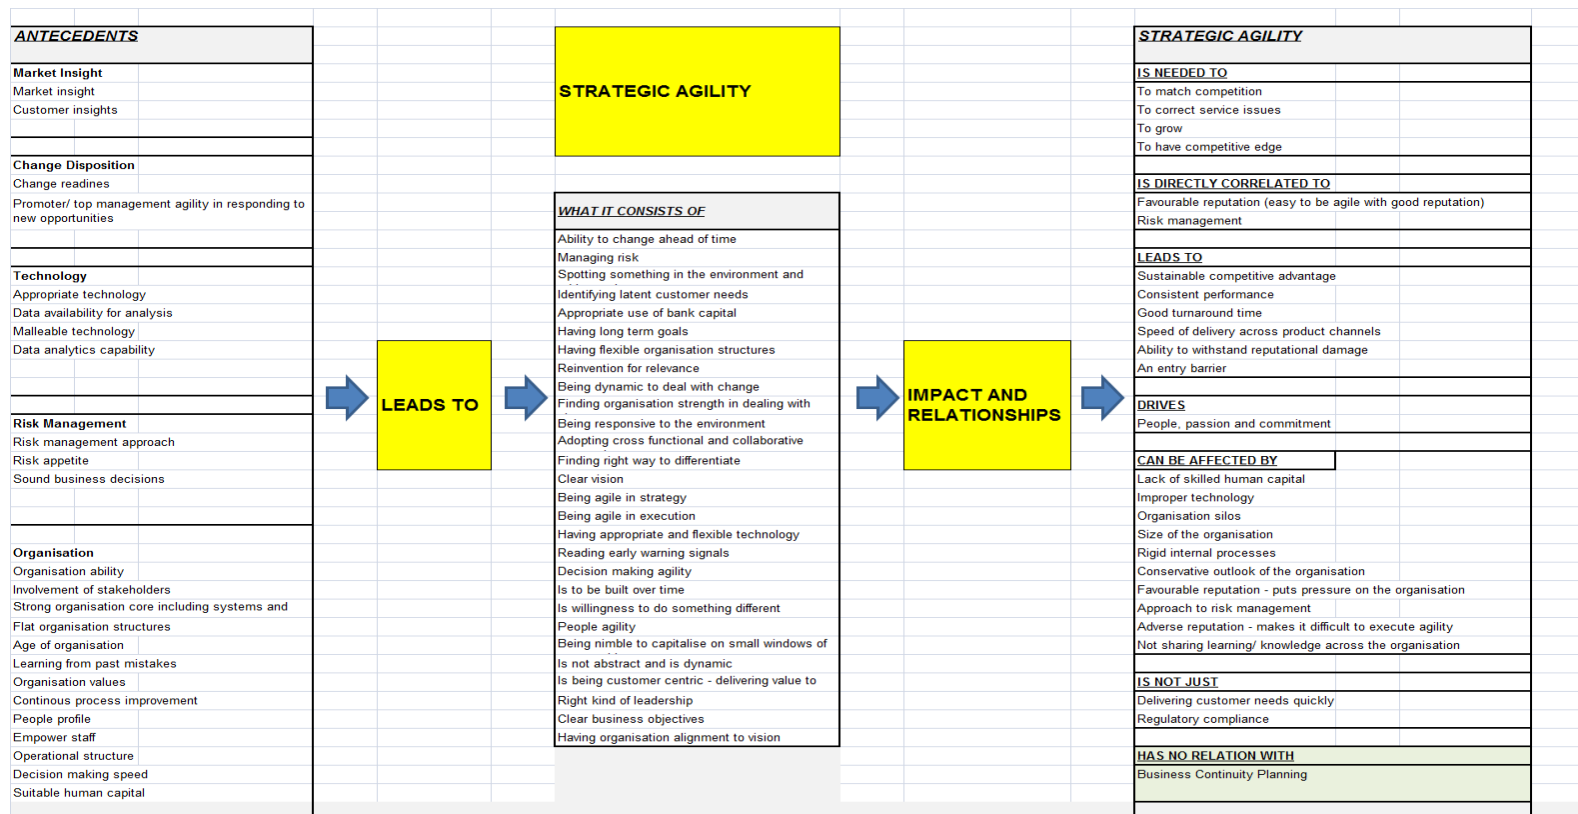 ANTECEDENTS
Market Insight
Market insight
Customer insights
Change Disposition
Change readines
Promoter/ top management agility in responding to
new opportunities
Technology
Appropriate technology
Data availability for analysis
Malleable technology
Data analytics capability
Risk Management
Risk management approach
Risk appetite
Sound business decisions
Organisation
Organisation ability
Involvement of stakeholders
Strong organisation core including systems and
Flat organisation structures
Age of organisation
Learning from past mistakes
Organisation values
Continous process improvement
People profile
Empower staff
Operational structure
Decision making speed
Suitable human capital
LEADS TO
STRATEGIC AGILITY
WHAT IT CONSISTS OF
Ability to change ahead of time
Managing risk
Spotting something in the environment and
Identifying latent customer needs
Appropriate use of bank capital
Having long term goals
Having flexible organisation structures
Reinvention for relevance
Being dynamic to deal with change
Finding organisation strength in dealing with
Being responsive to the environment
Adopting cross functional and collaborative
Finding right way to differentiate
Clear vision
Being agile in strategy
Being agile in execution
Having appropriate and flexible technology
Reading early warning signals
Decision making agility
Is to be built over time
Is willingness to do something different
People agility
Being nimble to capitalise on small windows of
Is not abstract and is dynamic
Is being customer centric - delivering value to
Right kind of leadership
Clear business objectives
Having organisation alignment to vision
IMPACT AND
RELATIONSHIPS
STRATEGIC AGILITY
IS NEEDED TO
To match competition
To correct service issues
To grow
To have competitive edge
IS DIRECTLY CORRELATED TO
Favourable reputation (easy to be agile with good reputation)
Risk management
LEADS TO
Sustainable competitive advantage
Consistent performance
Good turnaround time
Speed of delivery across product channels
Ability to withstand reputational damage
An entry barrier
DRIVES
People, passion and commitment
CAN BE AFFECTED BY
Lack of skilled human capital
Improper technology
Organisation silos
Size of the organisation
Rigid internal processes
Conservative outlook of the organisation
Favourable reputation - puts pressure on the organisation
Approach to risk management
Adverse reputation - makes it difficult to execute agility
Not sharing learning/ knowledge across the organisation
IS NOT JUST
Delivering customer needs quickly
Regulatory compliance
HAS NO RELATION WITH
Business Continuity Planning